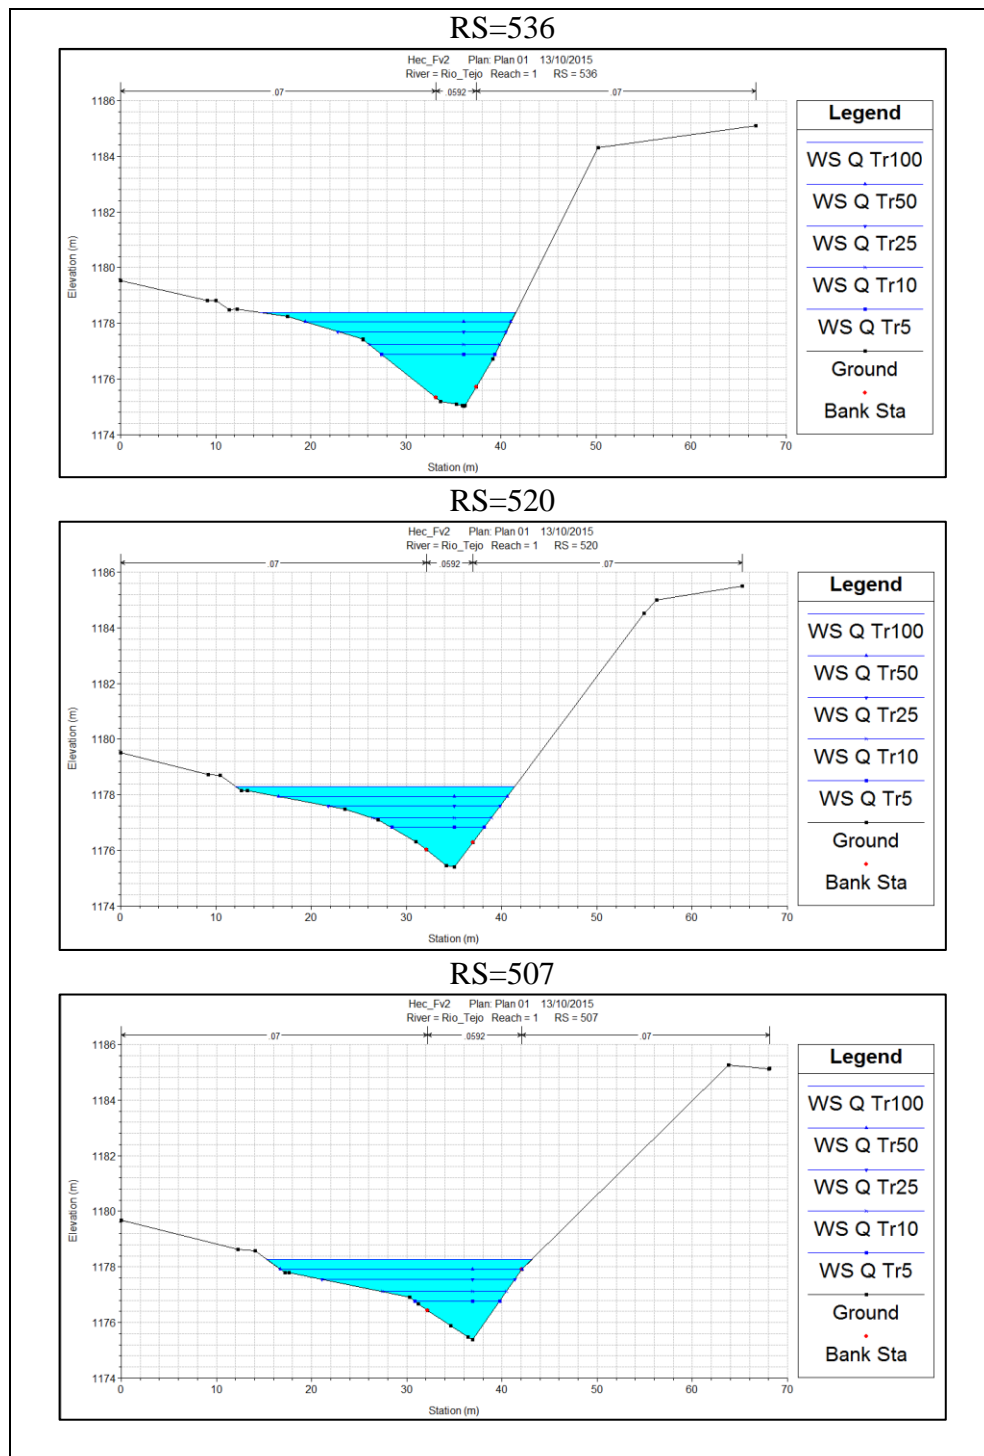 RS=536
Hec_Fv2 Plan: Plan 01 13/10/2015
River = Rio_Tejo Reach = 1 RS = 536
.07 .0592 .07
1186
1184
1182
1180
1178
1176
1174
Elevation (m)
0 10 20 30 40 50 60 70
Station (m)
Legend
WS Q Tr100
WS Q Tr50
WS Q Tr25
WS Q Tr10
WS Q Tr5
Ground
Bank Sta
RS=520
Hec_Fv2 Plan: Plan 01 13/10/2015
River = Rio_Tejo Reach = 1 RS = 520
.07 .0592 .07
1186
1184
1182
1180
1178
1176
1174
Elevation (m)
0 10 20 30 40 50 60 70
Station (m)
Legend
WS Q Tr100
WS Q Tr50
WS Q Tr25
WS Q Tr10
WS Q Tr5
Ground
Bank Sta
RS=507
Hec_Fv2 Plan: Plan 01 13/10/2015
River = Rio_Tejo Reach = 1 RS = 507
.07 .0592 .07
1186
1184
1182
1180
1178
1176
1174
Elevation (m)
0 10 20 30 40 50 60 70
Station (m)
Legend
WS Q Tr100
WS Q Tr50
WS Q Tr25
WS Q Tr10
WS Q Tr5
Ground
Bank Sta